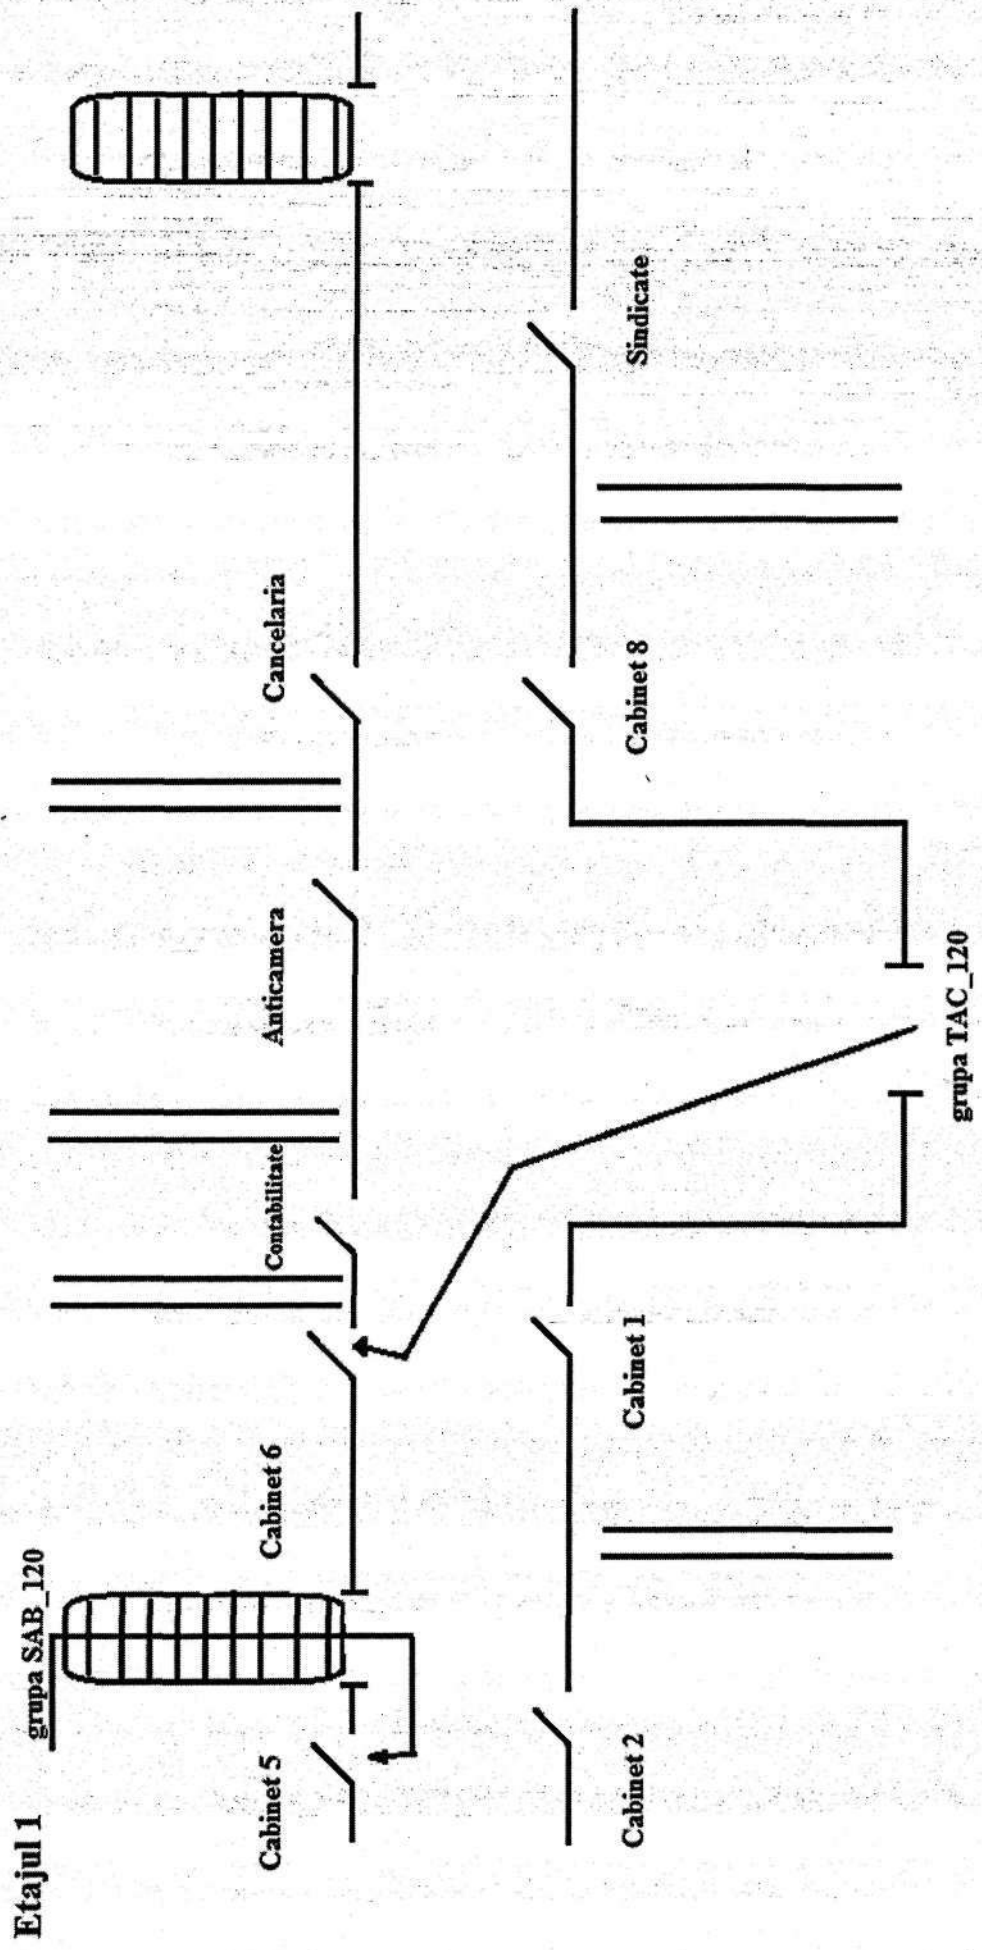 Etajul 1
grupa SAB_120
Cabinet 5
Cabinet 6
Contabilitate
Anticamera
Cancelaria
Cabinet 2
Cabinet 1
Cabinet 8
Sindicate
grupa TAC_120